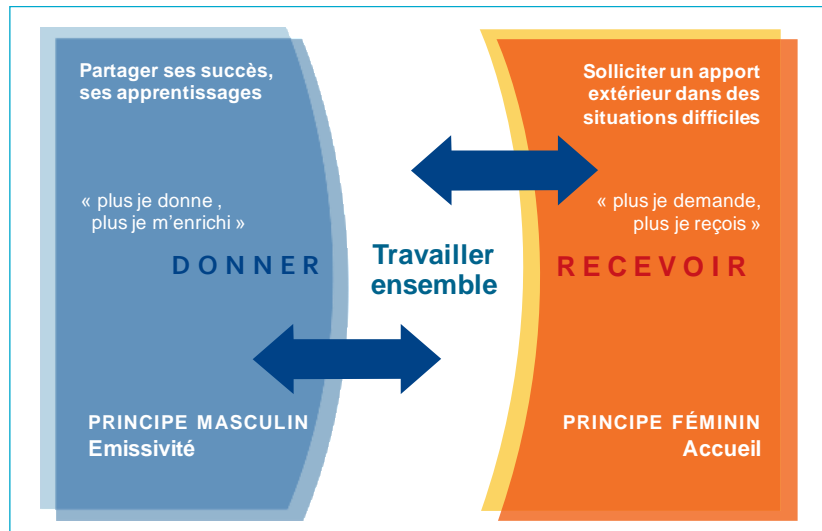 Partager ses succès,
ses apprentissages
« plus je donne ,
plus je m'enrichi »
DONNER
PRINCIPE MASCULIN
Emissivité
Travailler
ensemble
Solliciter un apport
extérieur dans des
situations difficiles
« plus je demande,
plus je reçois »
RECEVOIR
PRINCIPE FÉMININ
Accueil